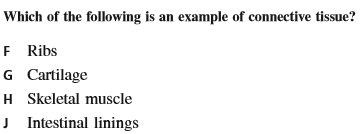 Which of the following is an example of connective tissue?
F Ribs
G Cartilage
H Skeletal muscle
J Intestinal linings